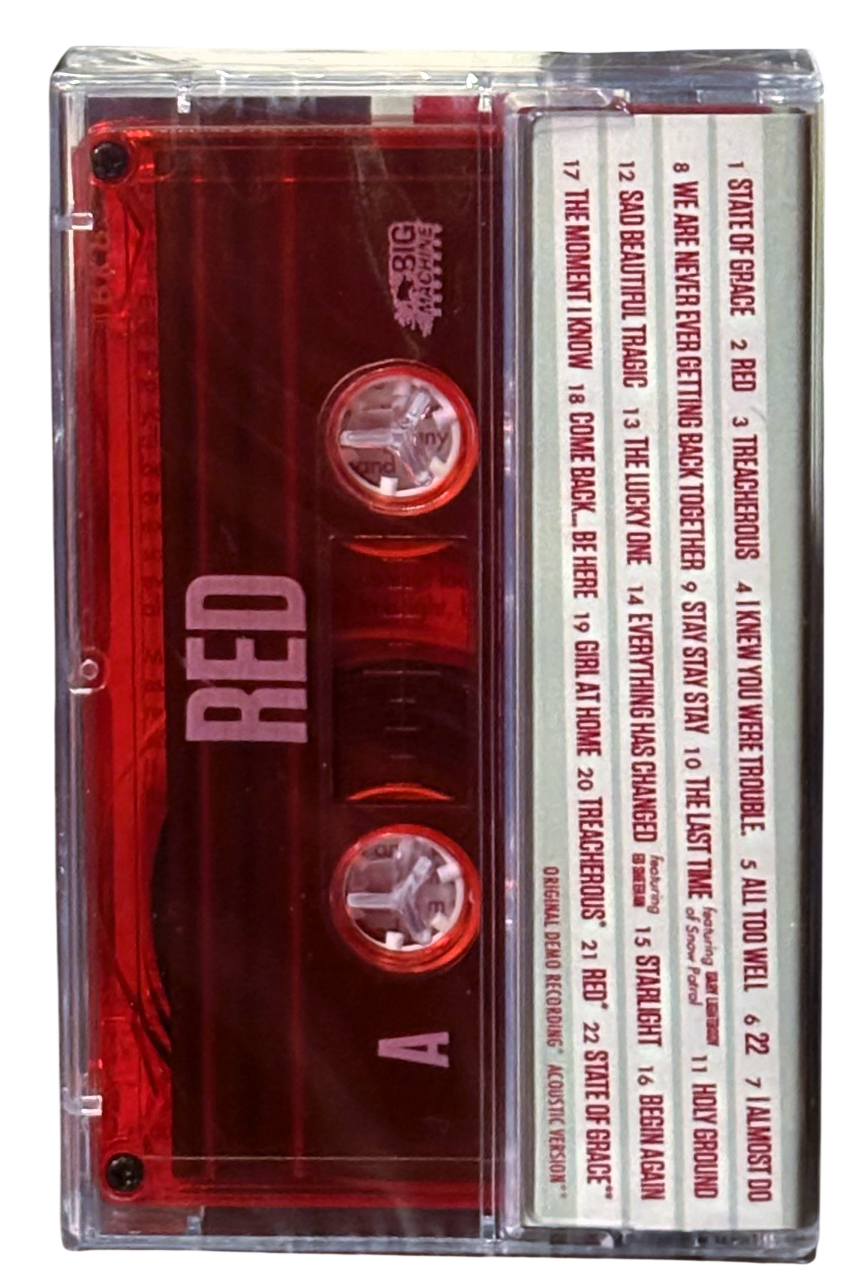 1 STATE OF GRACE 2 RED 3 TREACHEROUS 4 I KNEW YOU WERE TROUBLE. 5 ALL TOO WELL 6 22 7 I ALMOST DO
8 WE ARE NEVER EVER GETTING BACK TOGETHER 9 STAY STAY STAY 10 THE LAST TIME featuring GARY LIGHTBODY of Snow Patrol 11 HOLY GROUND
12 SAD BEAUTIFUL TRAGIC 13 THE LUCKY ONE 14 EVERYTHING HAS CHANGED featuring ED SHEERAN 15 STARLIGHT 16 BEGIN AGAIN
17 THE MOMENT I KNOW 18 COME BACK... BE HERE 19 GIRL AT HOME 20 TREACHEROUS* 21 RED* 22 STATE OF GRACE**
ORIGINAL DEMO RECORDING* ACOUSTIC VERSION**
BIG
MACHINE
A
RED